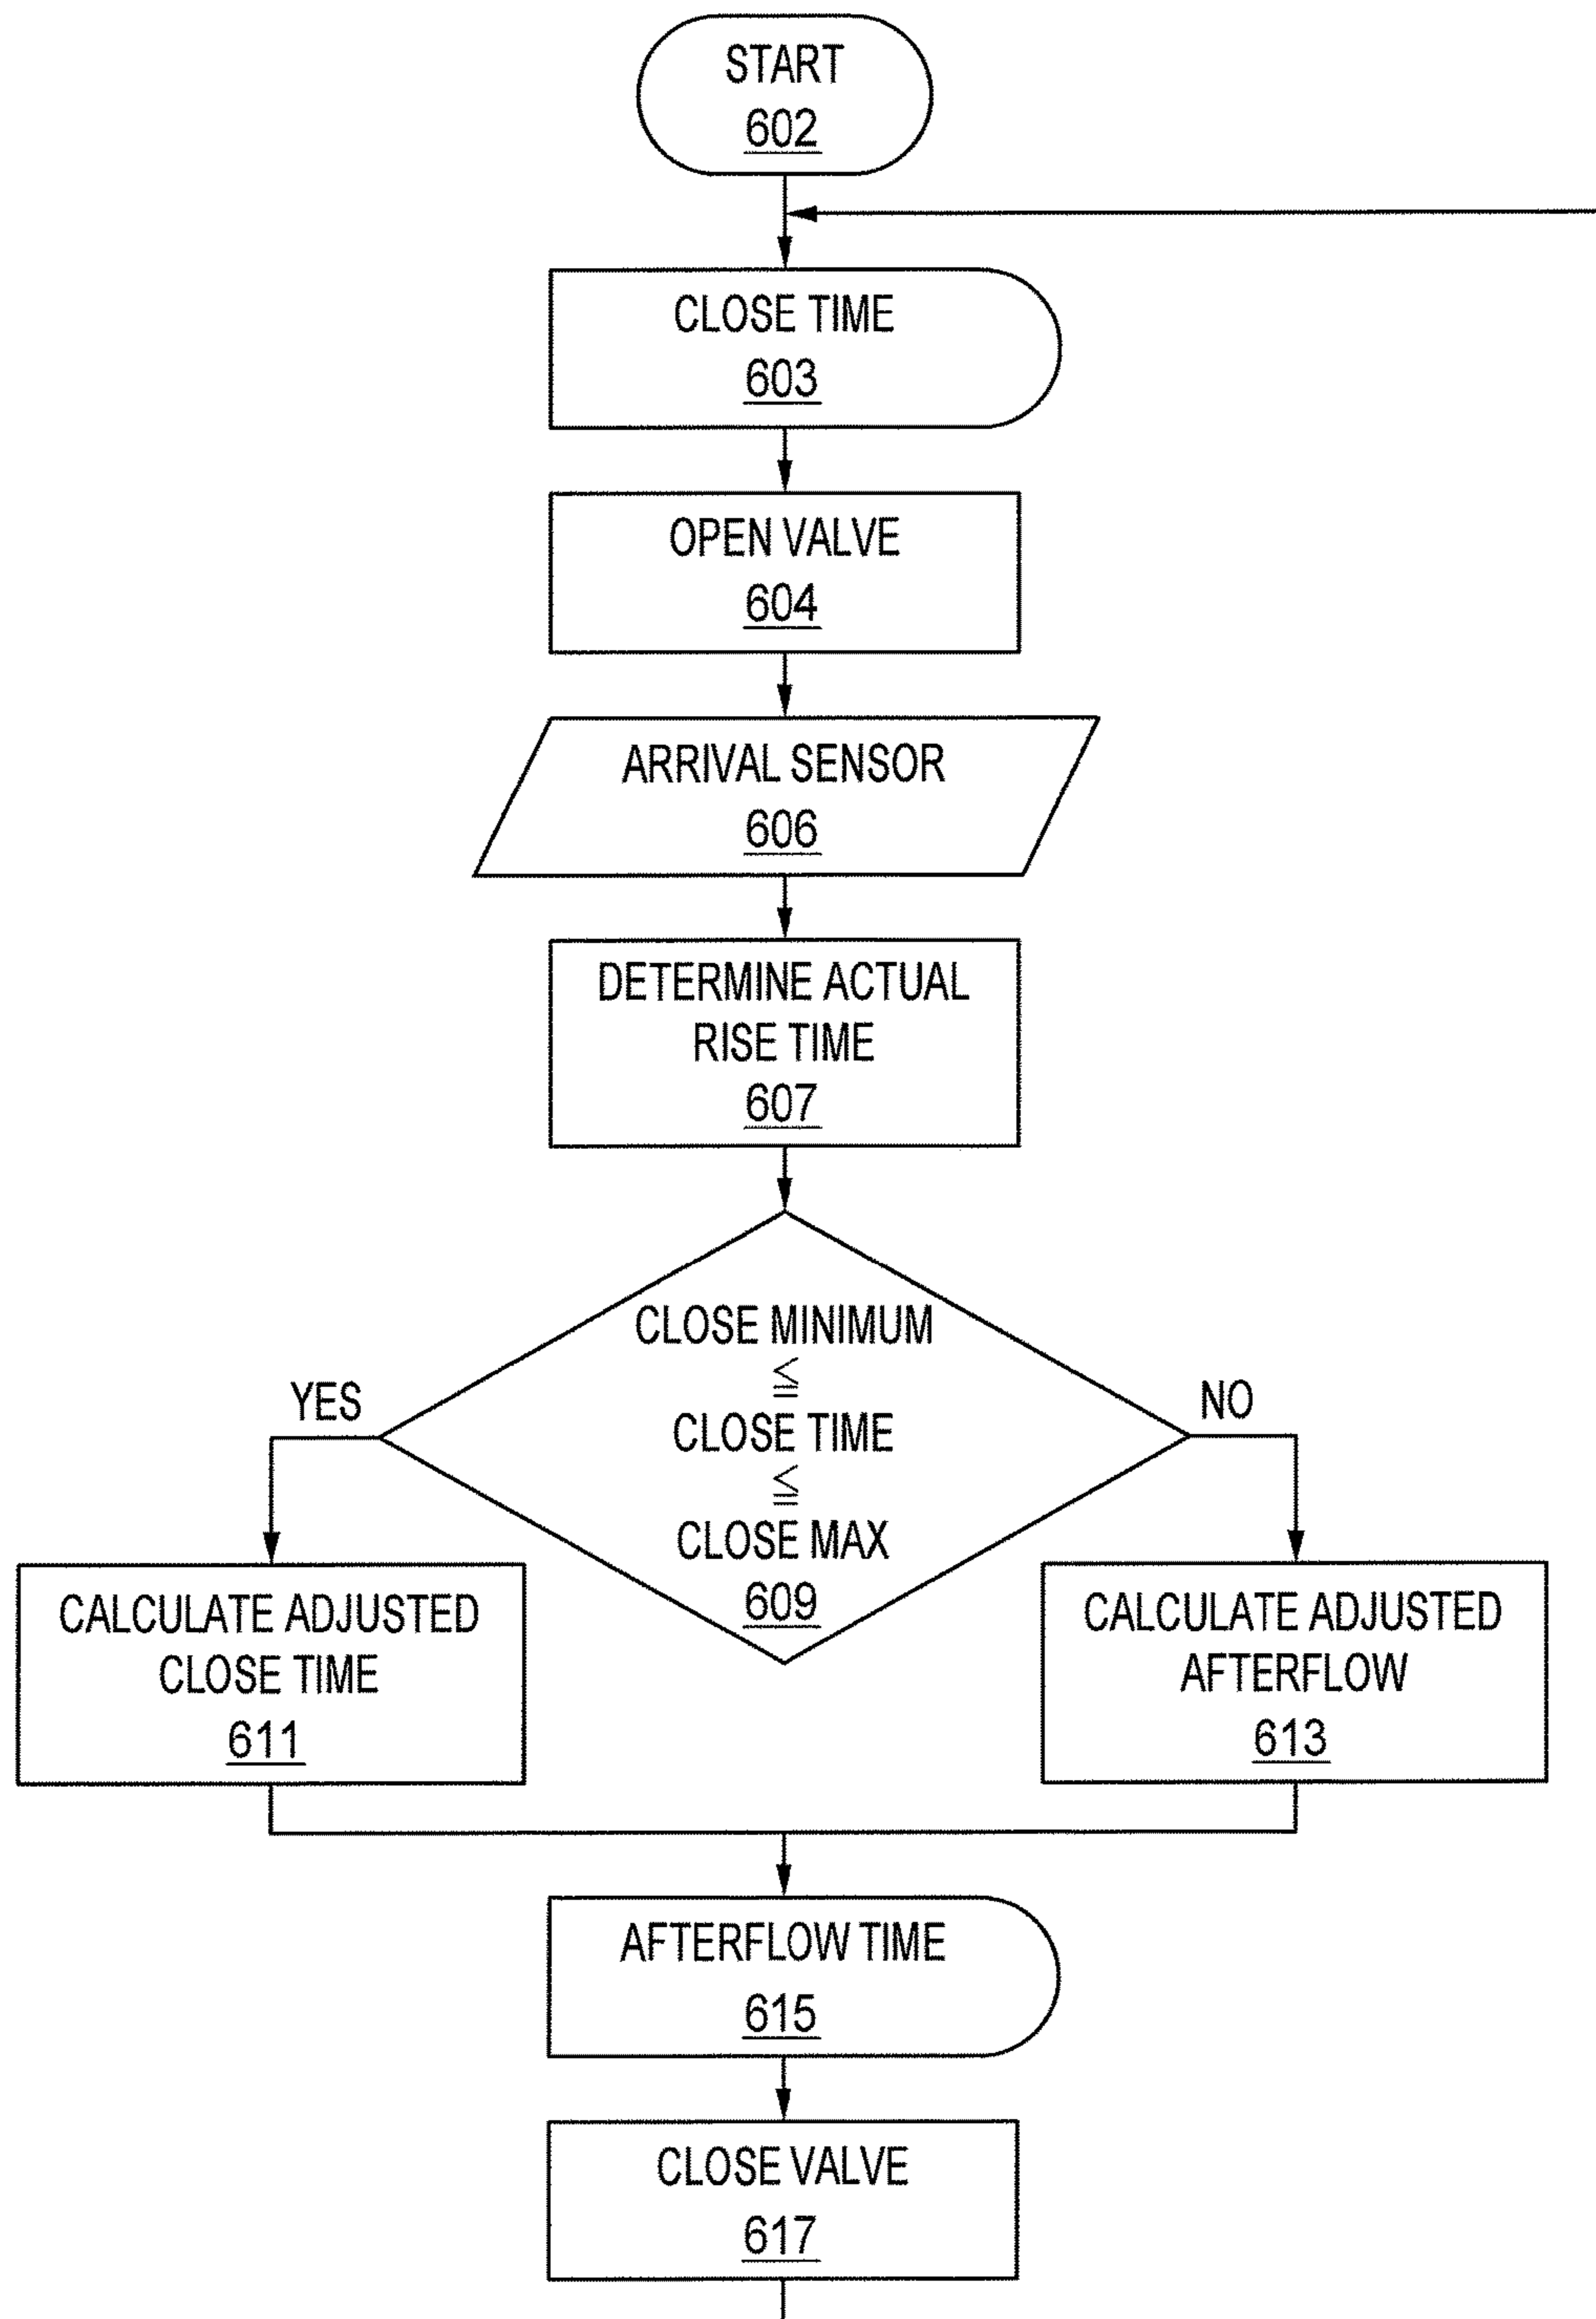 START
602
CLOSE TIME
603
OPEN VALVE
604
ARRIVAL SENSOR
606
DETERMINE ACTUAL
RISE TIME
607
CLOSE MINIMUM
≦
CLOSE TIME
≦
CLOSE MAX
609
YES
NO
CALCULATE ADJUSTED
CLOSE TIME
611
CALCULATE ADJUSTED
AFTERFLOW
613
AFTERFLOW TIME
615
CLOSE VALVE
617